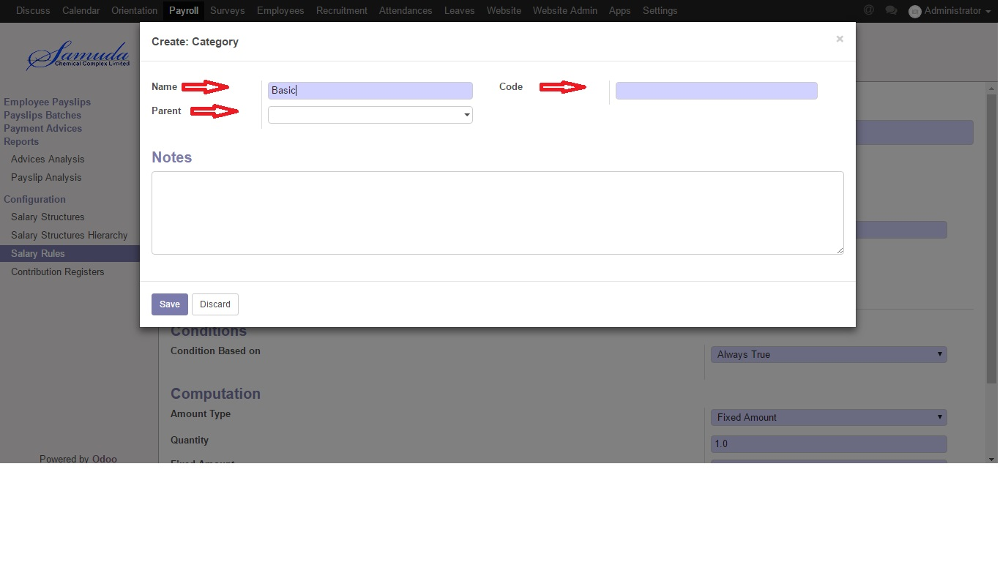 Discuss Calendar Orientation Payroll Surveys Employees Recruitment Attendances Leaves Website Website Admin Apps Settings @ Administrator
Create: Category ×
Samuda
Chemical Complex Limited
Name Basic Code
Parent
Employee Payslips
Payslips Batches
Payment Advices
Reports
Advices Analysis
Payslip Analysis
Configuration
Salary Structures
Salary Structures Hierarchy
Salary Rules
Contribution Registers
Notes
Save Discard
Conditions
Condition Based on Always True
Computation
Amount Type Fixed Amount
Quantity 1.0
Fixed Amount
Powered by Odoo